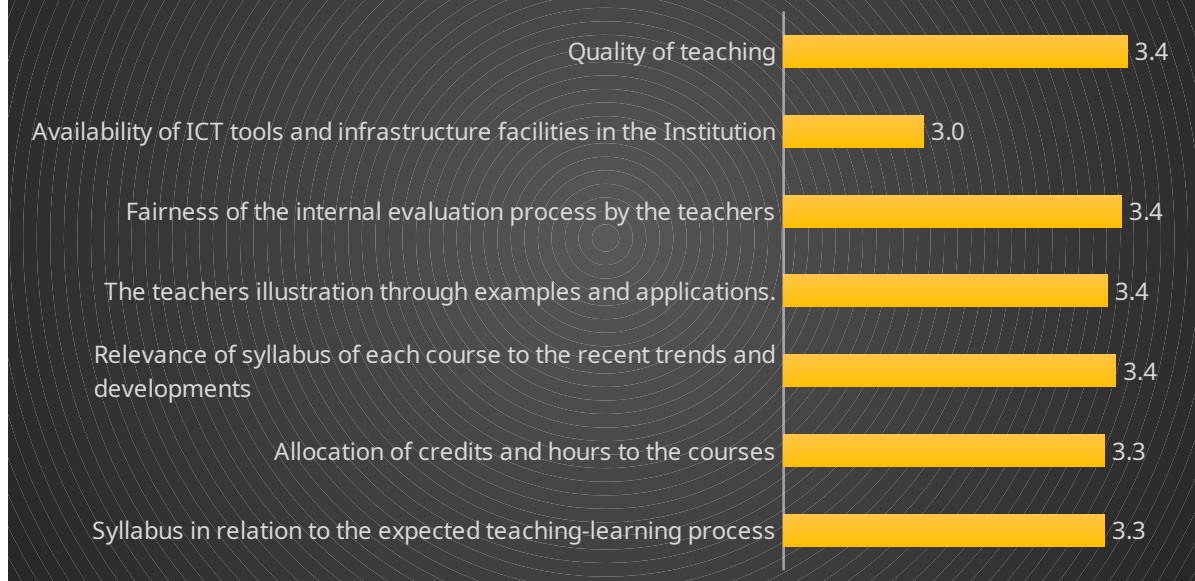 Quality of teaching 3.4
Availability of ICT tools and infrastructure facilities in the Institution 3.0
Fairness of the internal evaluation process by the teachers 3.4
The teachers illustration through examples and applications. 3.4
Relevance of syllabus of each course to the recent trends and
developments 3.4
Allocation of credits and hours to the courses 3.3
Syllabus in relation to the expected teaching-learning process 3.3